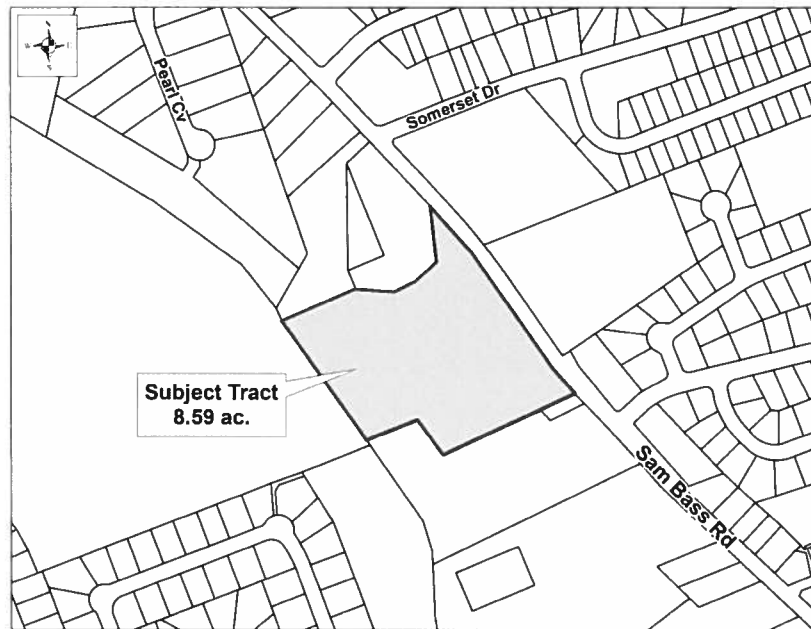 N
W E
S
Pearl Cv
Somerset Dr
Subject Tract
8.59 ac.
Sam Bass Rd